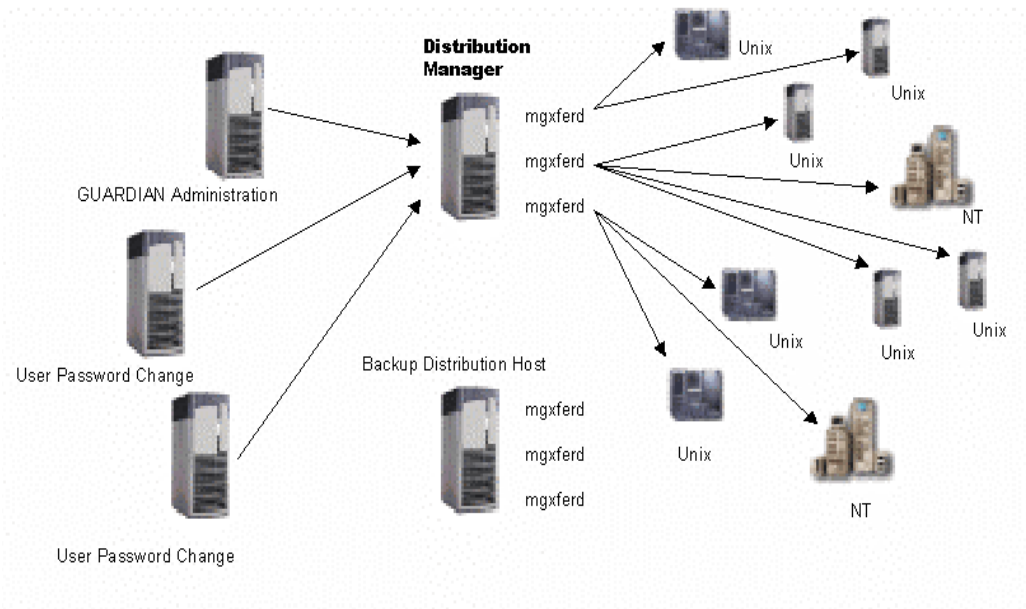 Distribution
Manager
Unix
Unix
mgxferd
mgxferd
Unix
GUARDIAN Administration
mgxferd
NT
Unix
Unix
Unix
User Password Change
Backup Distribution Host
mgxferd
mgxferd
Unix
mgxferd
NT
User Password Change